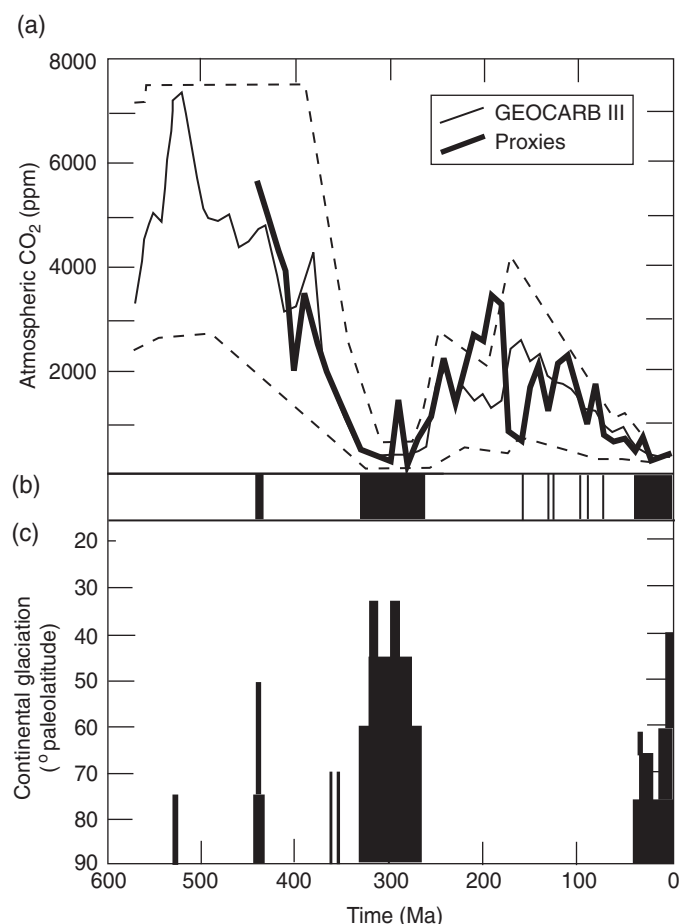 (a)
8000
6000
4000
2000
Atmospheric CO₂ (ppm)
GEOCARB III
Proxies
(b)
(c)
20
30
40
50
60
70
80
90
Continental glaciation
(° paleolatitude)
600
500
400
300
200
100
0
Time (Ma)